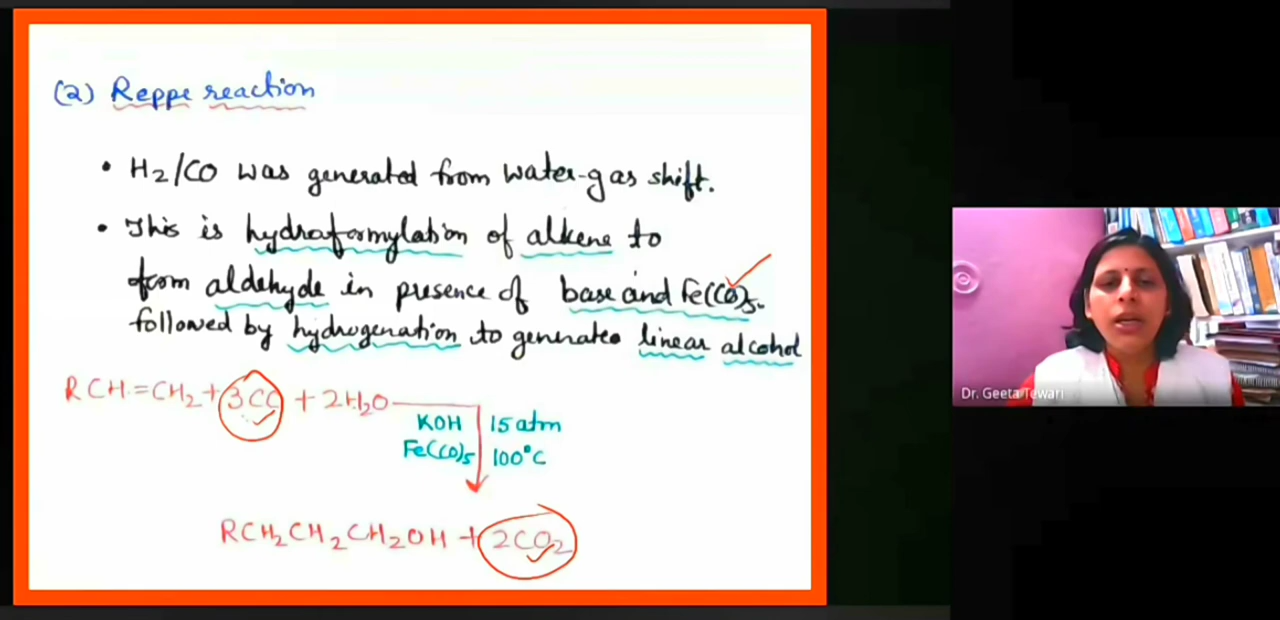 (2) Reppe reaction
• H2/CO was generated from water-gas shift.
• This is hydroformylation of alkene to
from aldehyde in presence of base and Fe(CO)5.
followed by hydrogenation to generates linear alcohol
RCH=CH2 + 3CO + 2H2O
KOH 15 atm
Fe(CO)5 100°C
RCH2CH2CH2OH + 2CO2
Dr. Geeta Tewari